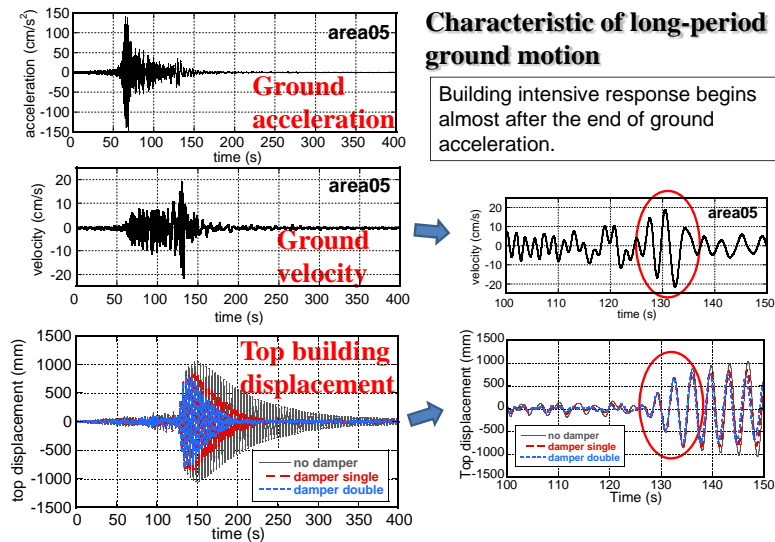 Characteristic of long-period
ground motion
Building intensive response begins
almost after the end of ground
acceleration.
area05
Ground
acceleration
acceleration (cm/s²)
150
100
50
0
-50
-100
-150
0 50 100 150 200 250 300 350 400
time (s)
area05
Ground
velocity
velocity (cm/s)
20
10
0
-10
-20
0 50 100 150 200 250 300 350 400
time (s)
area05
velocity (cm/s)
20
10
0
-10
-20
100 110 120 130 140 150
time (s)
Top building
displacement
top displacement (mm)
1500
1000
500
0
-500
-1000
-1500
no damper
damper single
damper double
0 50 100 150 200 250 300 350 400
time (s)
Top displacement (mm)
1500
1000
500
0
-500
-1000
-1500
no damper
damper single
damper double
100 110 120 130 140 150
Time (s)